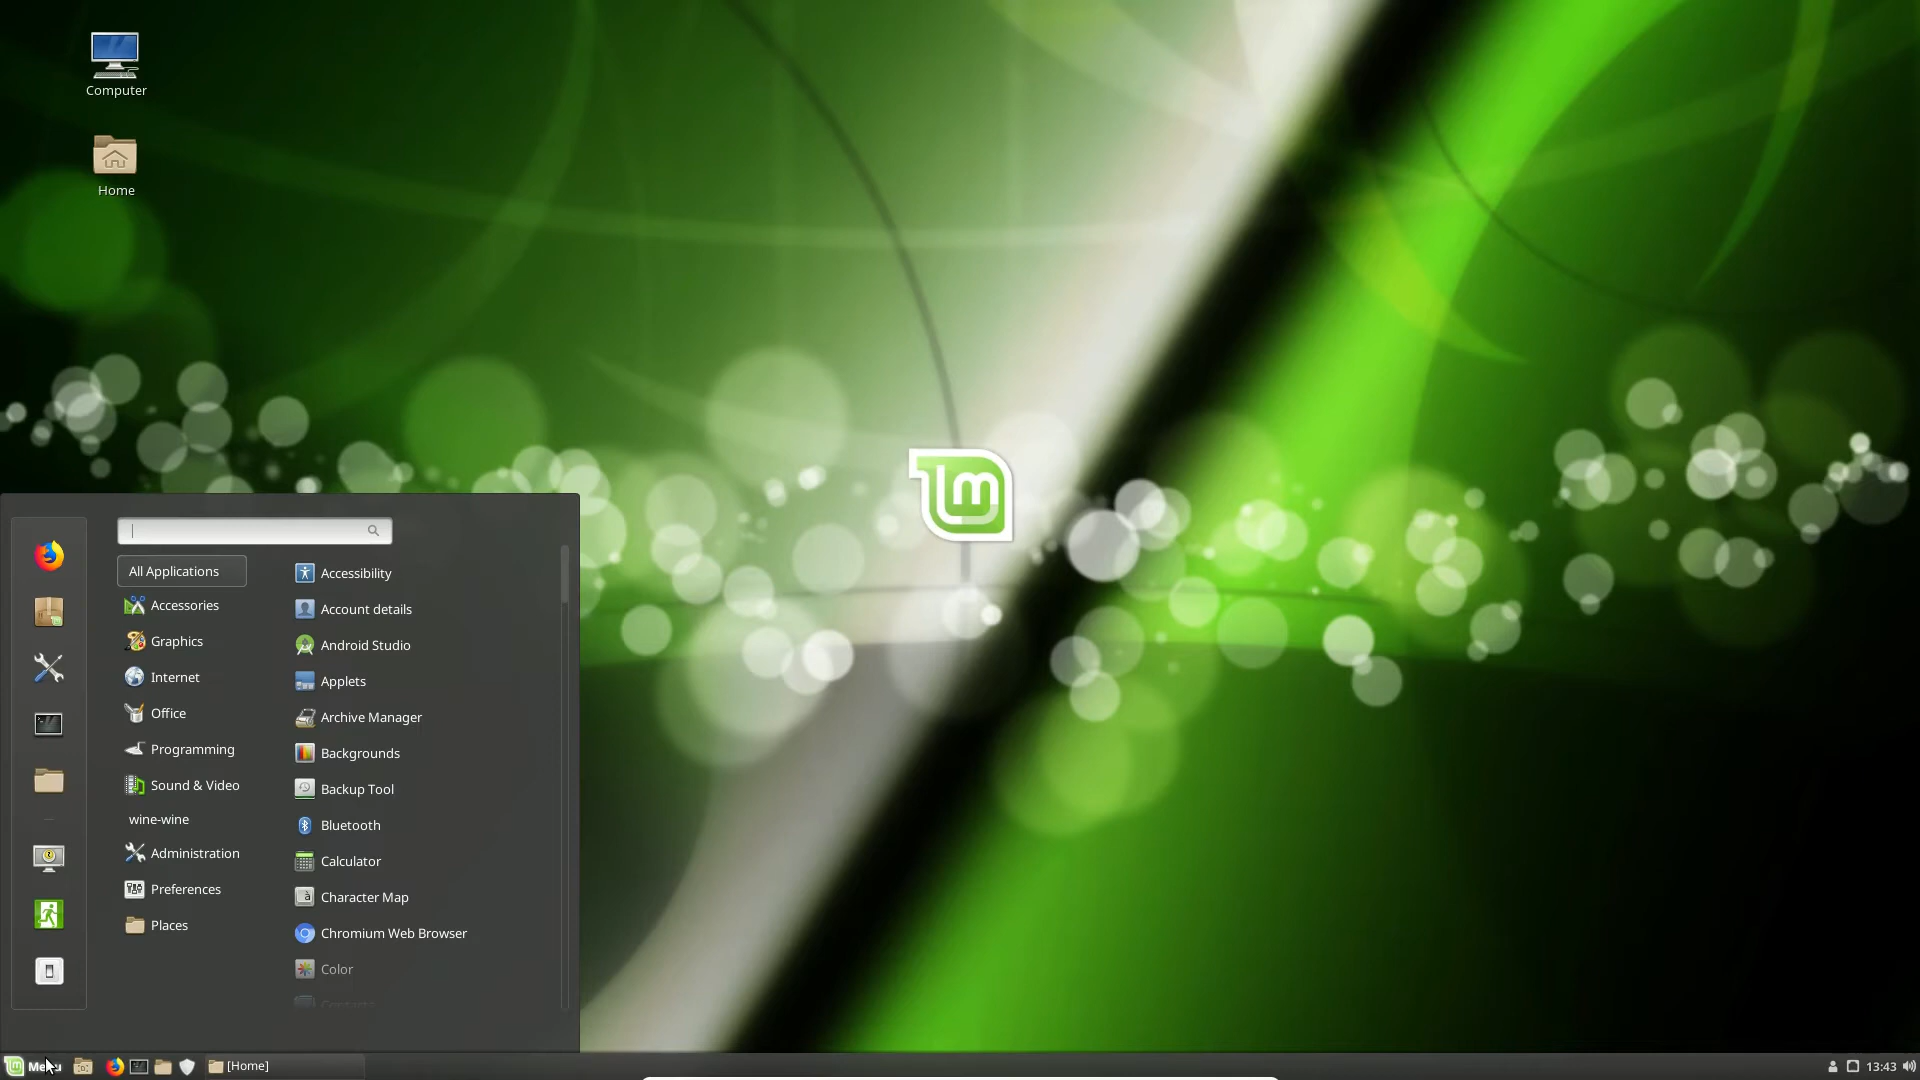 Computer
Home
lm
All Applications
Accessories
Graphics
Internet
Office
Programming
Sound & Video
wine-wine
Administration
Preferences
Places
Accessibility
Account details
Android Studio
Applets
Archive Manager
Backgrounds
Backup Tool
Bluetooth
Calculator
Character Map
Chromium Web Browser
Color
Contacts
Menu
[Home]
13:43